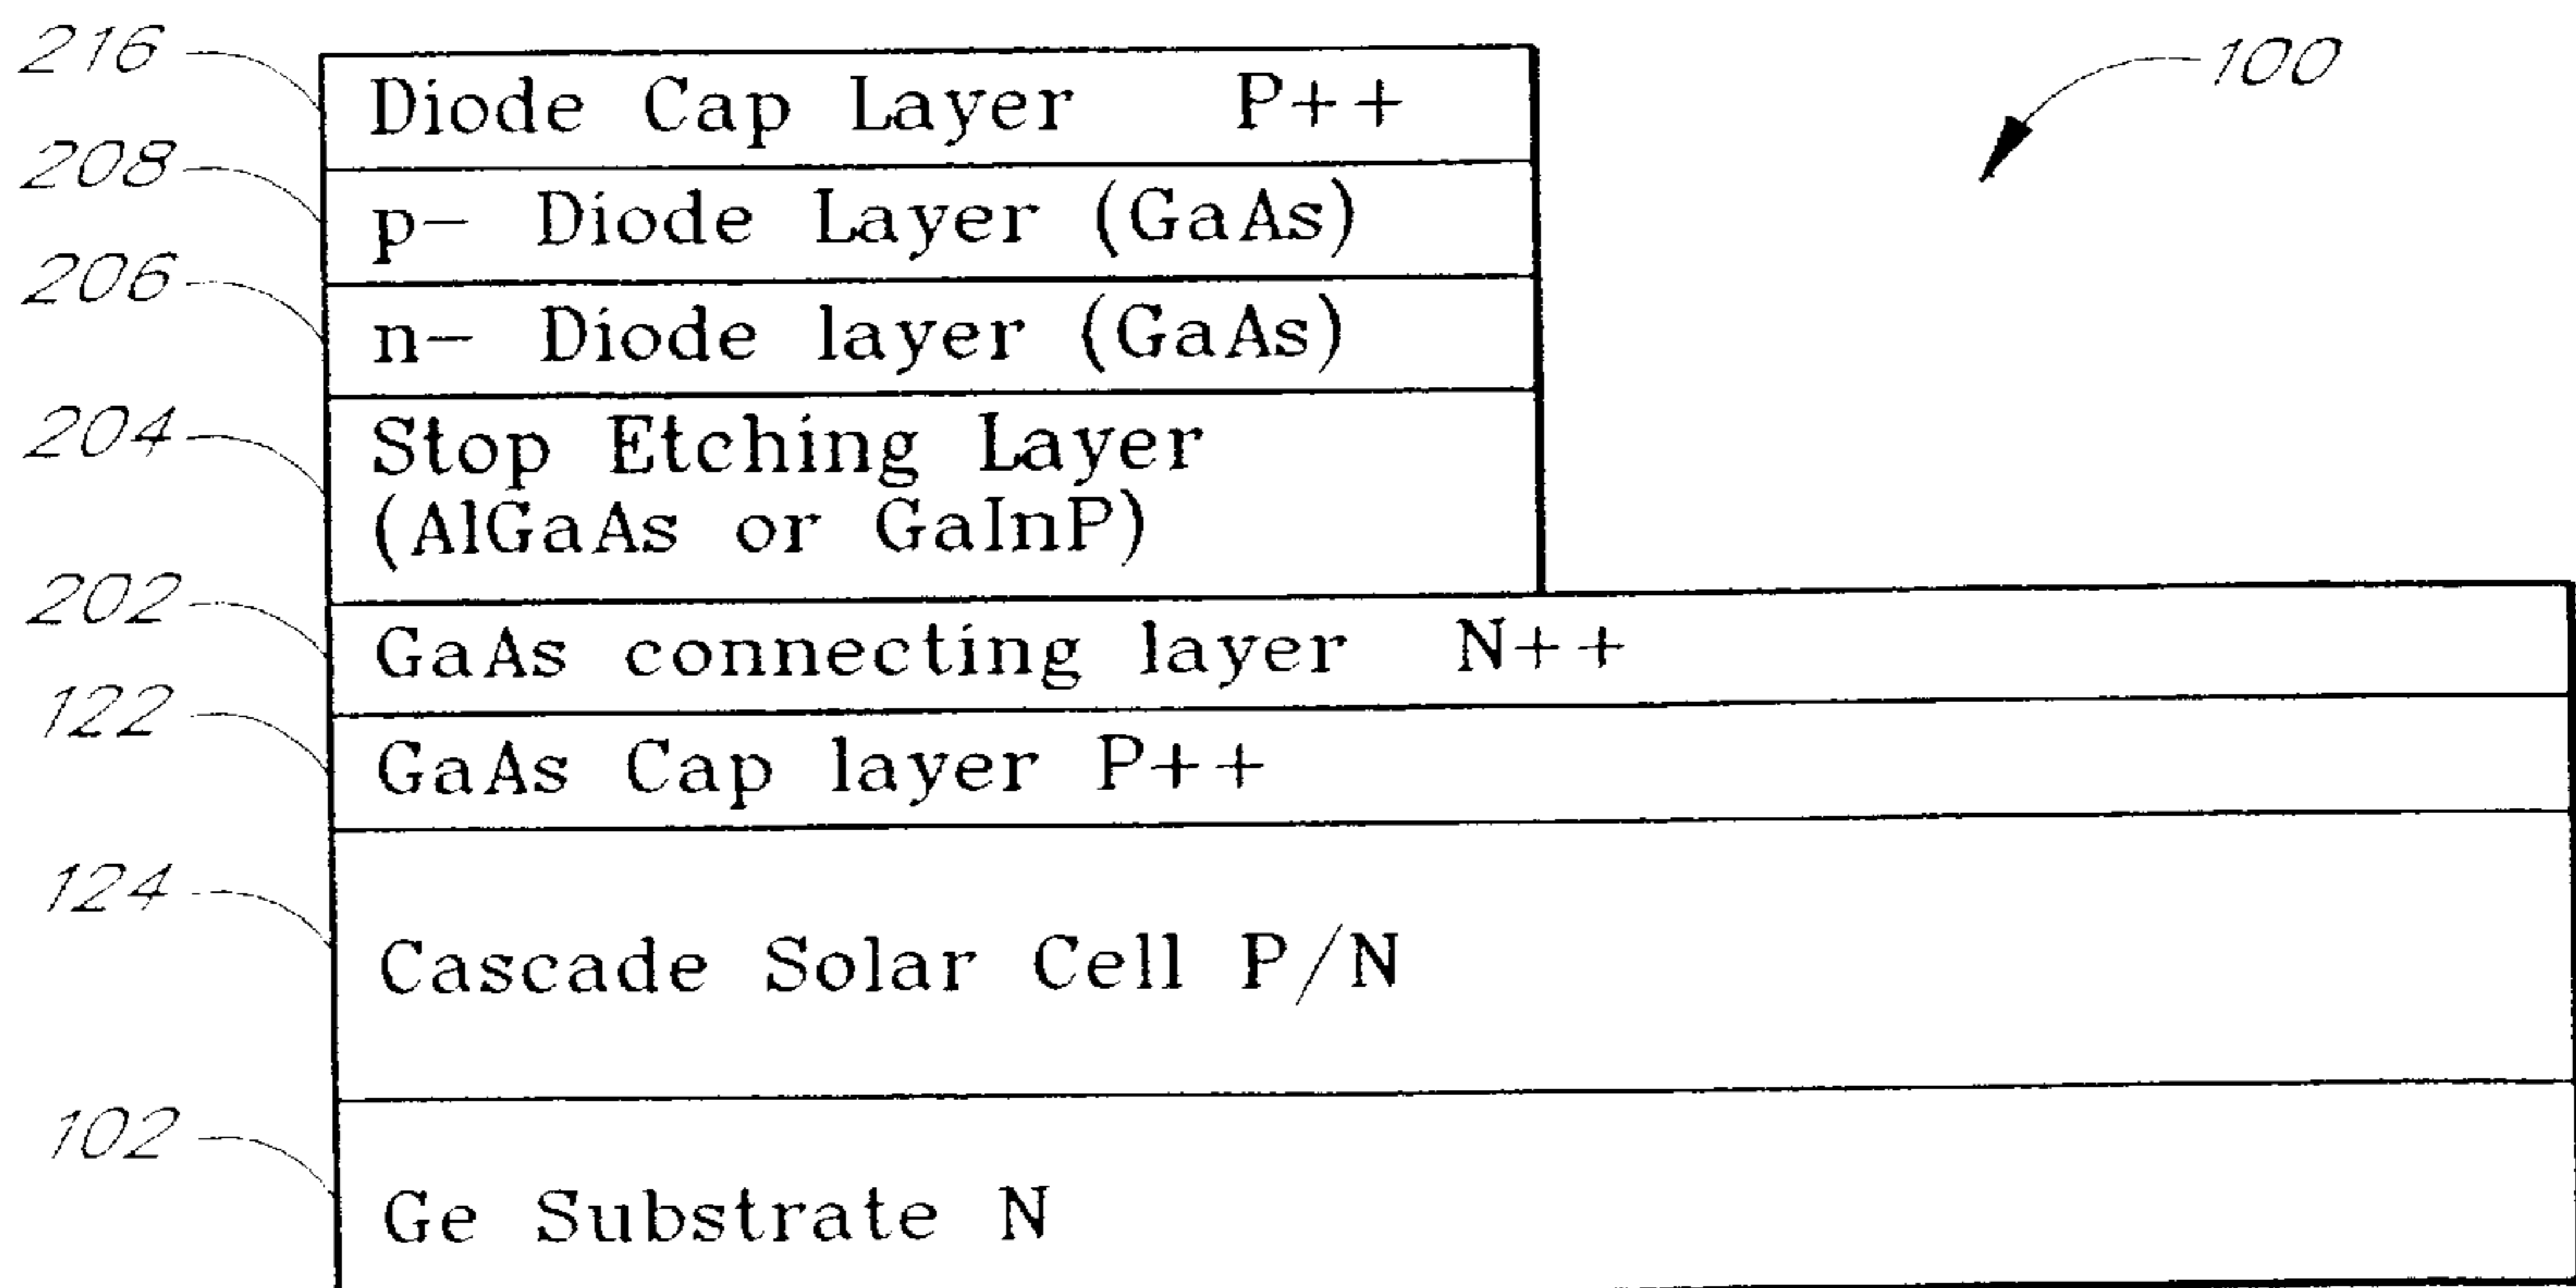 216 Diode Cap Layer P++
100
208 p- Diode Layer (GaAs)
206 n- Diode layer (GaAs)
204 Stop Etching Layer
(AlGaAs or GaInP)
202 GaAs connecting layer N++
122 GaAs Cap layer P++
124 Cascade Solar Cell P/N
102 Ge Substrate N